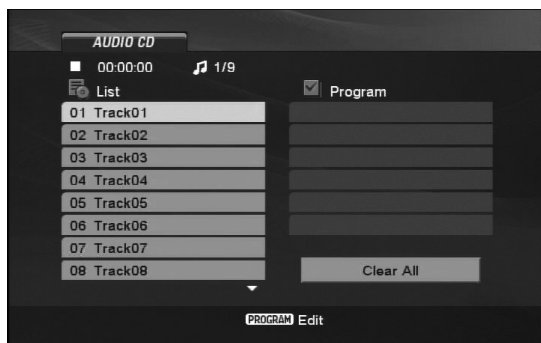 AUDIO CD
00:00:00 1/9
List
01 Track01
02 Track02
03 Track03
04 Track04
05 Track05
06 Track06
07 Track07
08 Track08
Program
Clear All
PROGRAM Edit